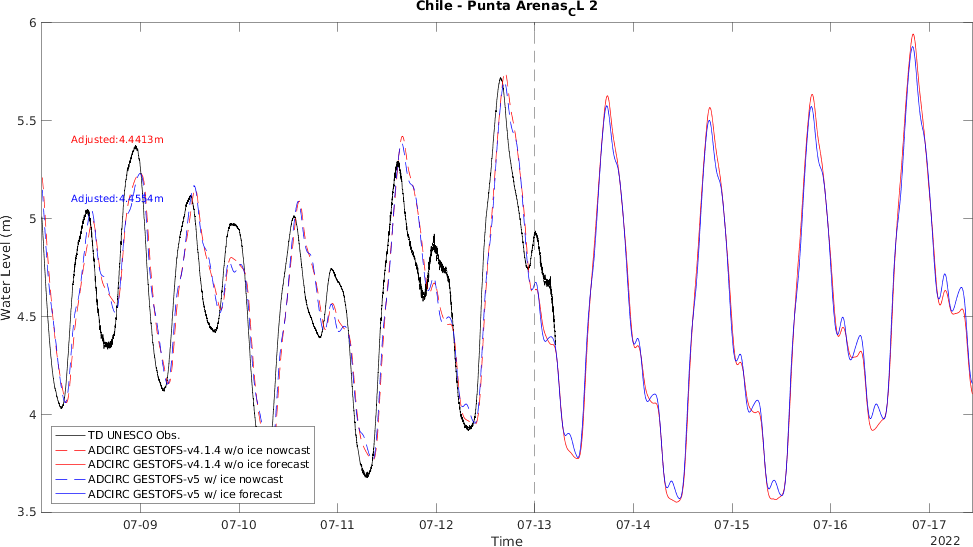 Chile - Punta ArenasCL 2
6
5.5
5
4.5
4
3.5
Water Level (m)
Adjusted:4.4413m
Adjusted:4.4554m
TD UNESCO Obs.
ADCIRC GESTOFS-v4.1.4 w/o ice nowcast
ADCIRC GESTOFS-v4.1.4 w/o ice forecast
ADCIRC GESTOFS-v5 w/ ice nowcast
ADCIRC GESTOFS-v5 w/ ice forecast
07-09
07-10
07-11
07-12
07-13
07-14
07-15
07-16
07-17
Time
2022